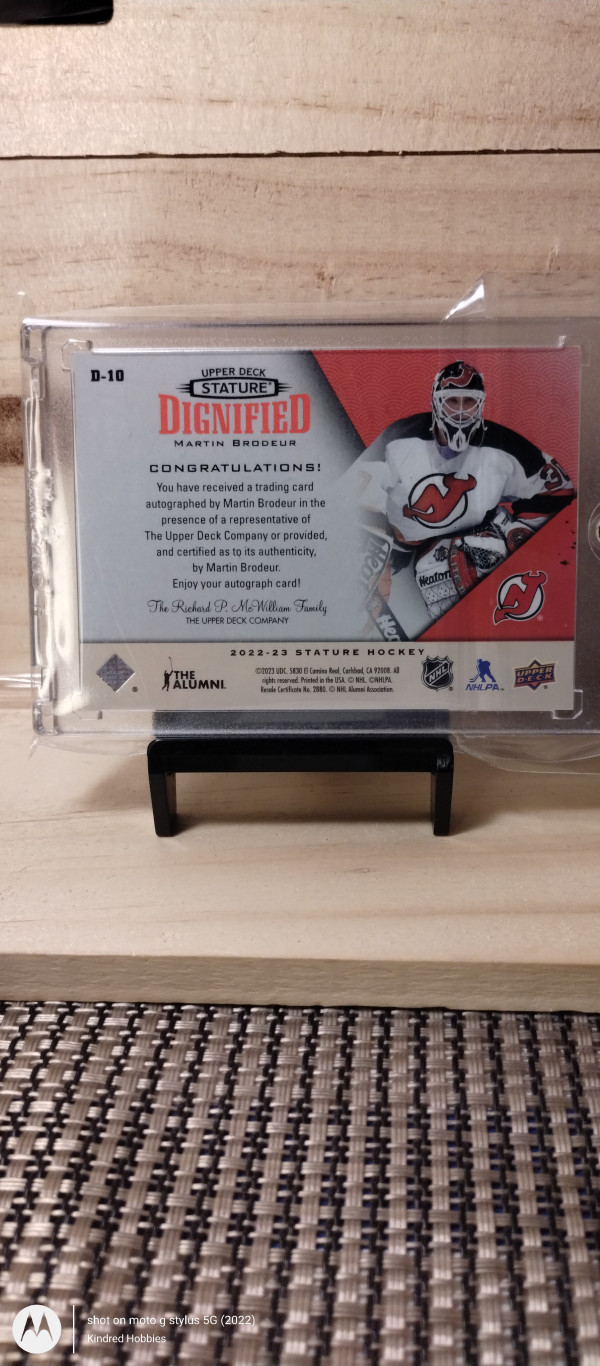 D-10
UPPER DECK
STATURE
DIGNIFIED
MARTIN BRODEUR
CONGRATULATIONS!
You have received a trading card
autographed by Martin Brodeur in the
presence of a representative of
The Upper Deck Company or provided,
and certified as to its authenticity,
by Martin Brodeur.
Enjoy your autograph card!
The Richard P. McWilliam Family
THE UPPER DECK COMPANY
Heaton
2022-23 STATURE HOCKEY
THE
ALUMNI
©2023 UDC. 5830 El Camino Real, Carlsbad, CA 92008. All
rights reserved. Printed in the USA. © NHL. ©NHLPA.
Resale Certificate No. 2880. © NHL Alumni Association.
NHL
NHLPA
UPPER
DECK
shot on moto g stylus 5G (2022)
Kindred Hobbies